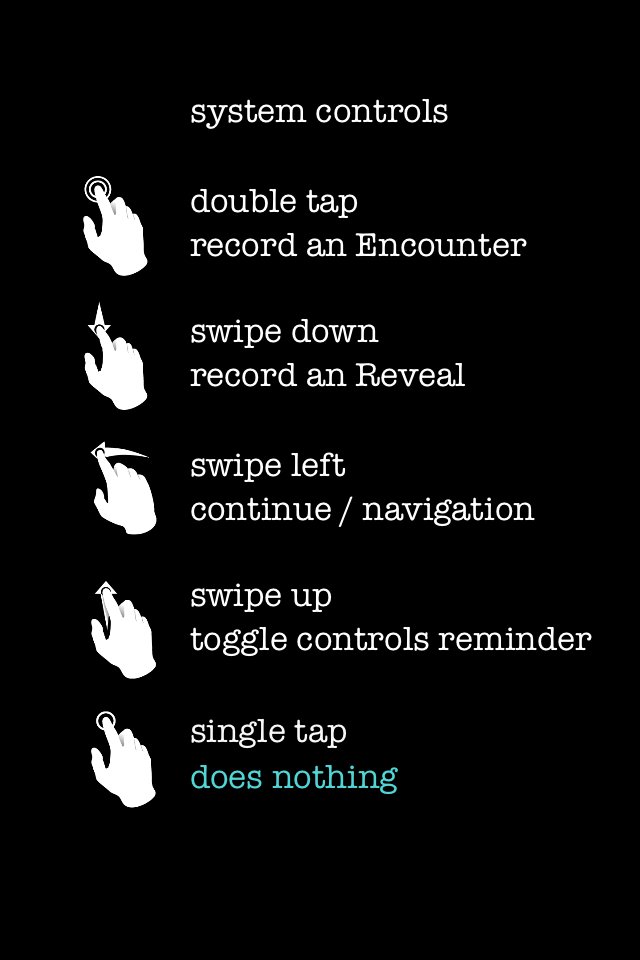 system controls
double tap
record an Encounter
swipe down
record an Reveal
swipe left
continue / navigation
swipe up
toggle controls reminder
single tap
does nothing